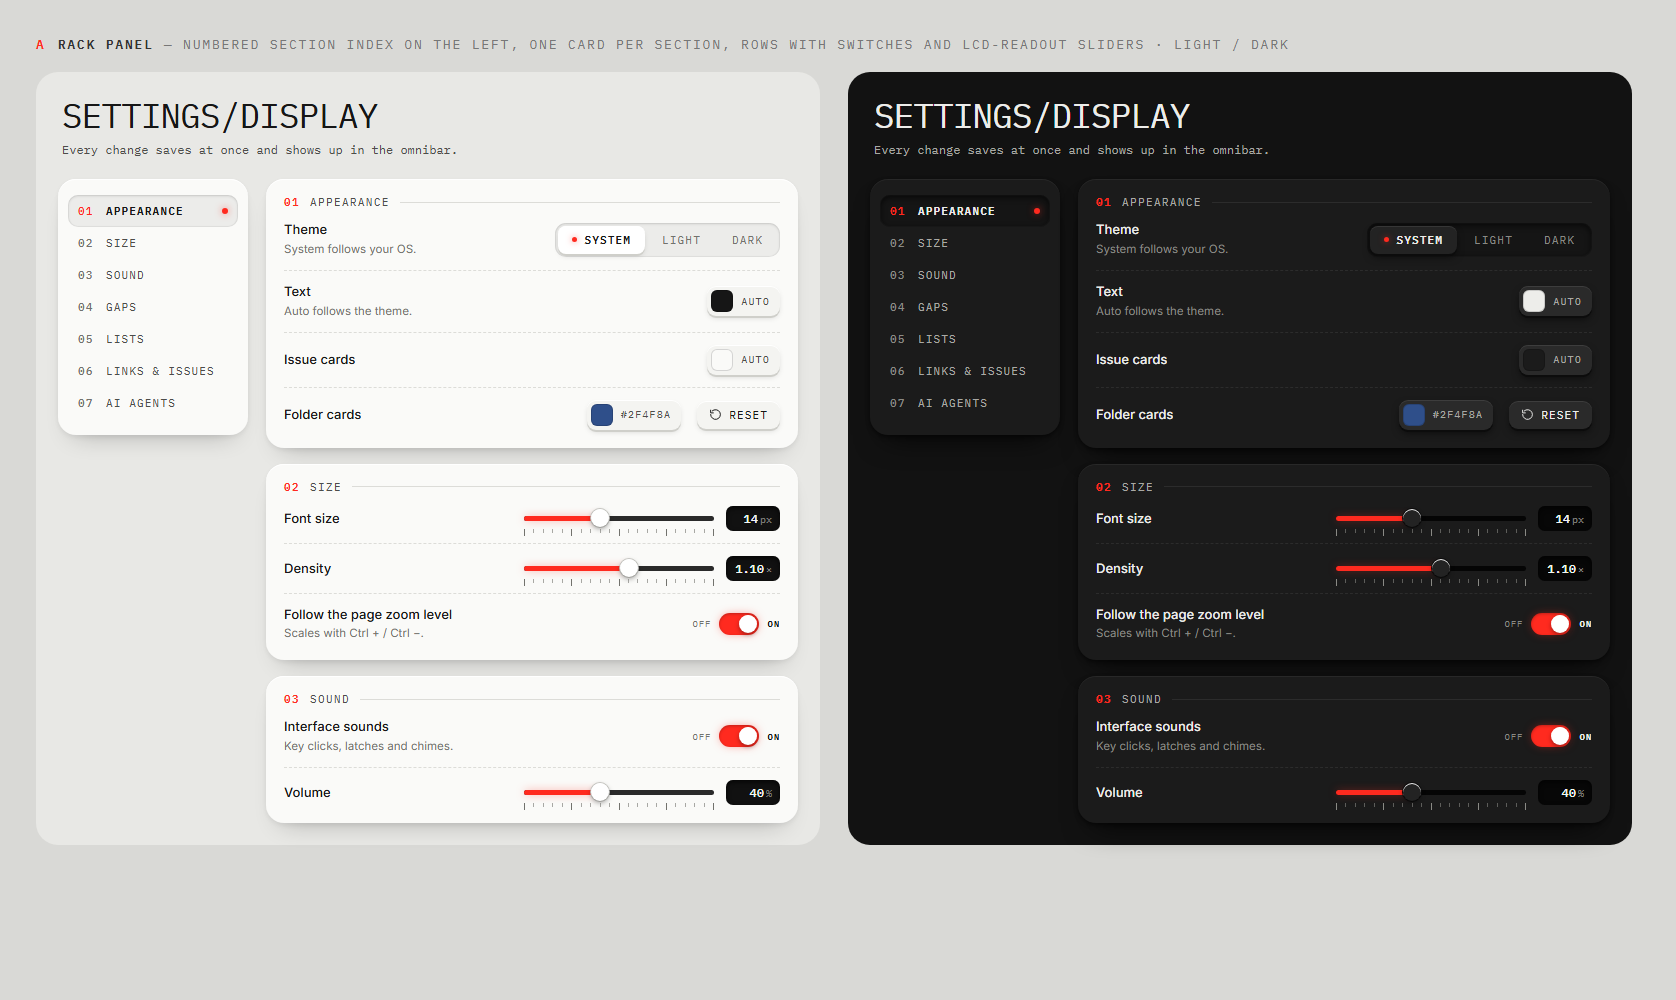 A RACK PANEL — NUMBERED SECTION INDEX ON THE LEFT, ONE CARD PER SECTION, ROWS WITH SWITCHES AND LCD-READOUT SLIDERS · LIGHT / DARK
SETTINGS/DISPLAY
Every change saves at once and shows up in the omnibar.
01 APPEARANCE
02 SIZE
03 SOUND
04 GAPS
05 LISTS
06 LINKS & ISSUES
07 AI AGENTS
01 APPEARANCE
Theme
System follows your OS.
SYSTEM LIGHT DARK
Text
Auto follows the theme.
AUTO
Issue cards
AUTO
Folder cards
#2F4F8A RESET
02 SIZE
Font size
14 px
Density
1.10 ×
Follow the page zoom level
Scales with Ctrl + / Ctrl −.
OFF ON
03 SOUND
Interface sounds
Key clicks, latches and chimes.
OFF ON
Volume
40 %
SETTINGS/DISPLAY
Every change saves at once and shows up in the omnibar.
01 APPEARANCE
02 SIZE
03 SOUND
04 GAPS
05 LISTS
06 LINKS & ISSUES
07 AI AGENTS
01 APPEARANCE
Theme
System follows your OS.
SYSTEM LIGHT DARK
Text
Auto follows the theme.
AUTO
Issue cards
AUTO
Folder cards
#2F4F8A RESET
02 SIZE
Font size
14 px
Density
1.10 ×
Follow the page zoom level
Scales with Ctrl + / Ctrl −.
OFF ON
03 SOUND
Interface sounds
Key clicks, latches and chimes.
OFF ON
Volume
40 %